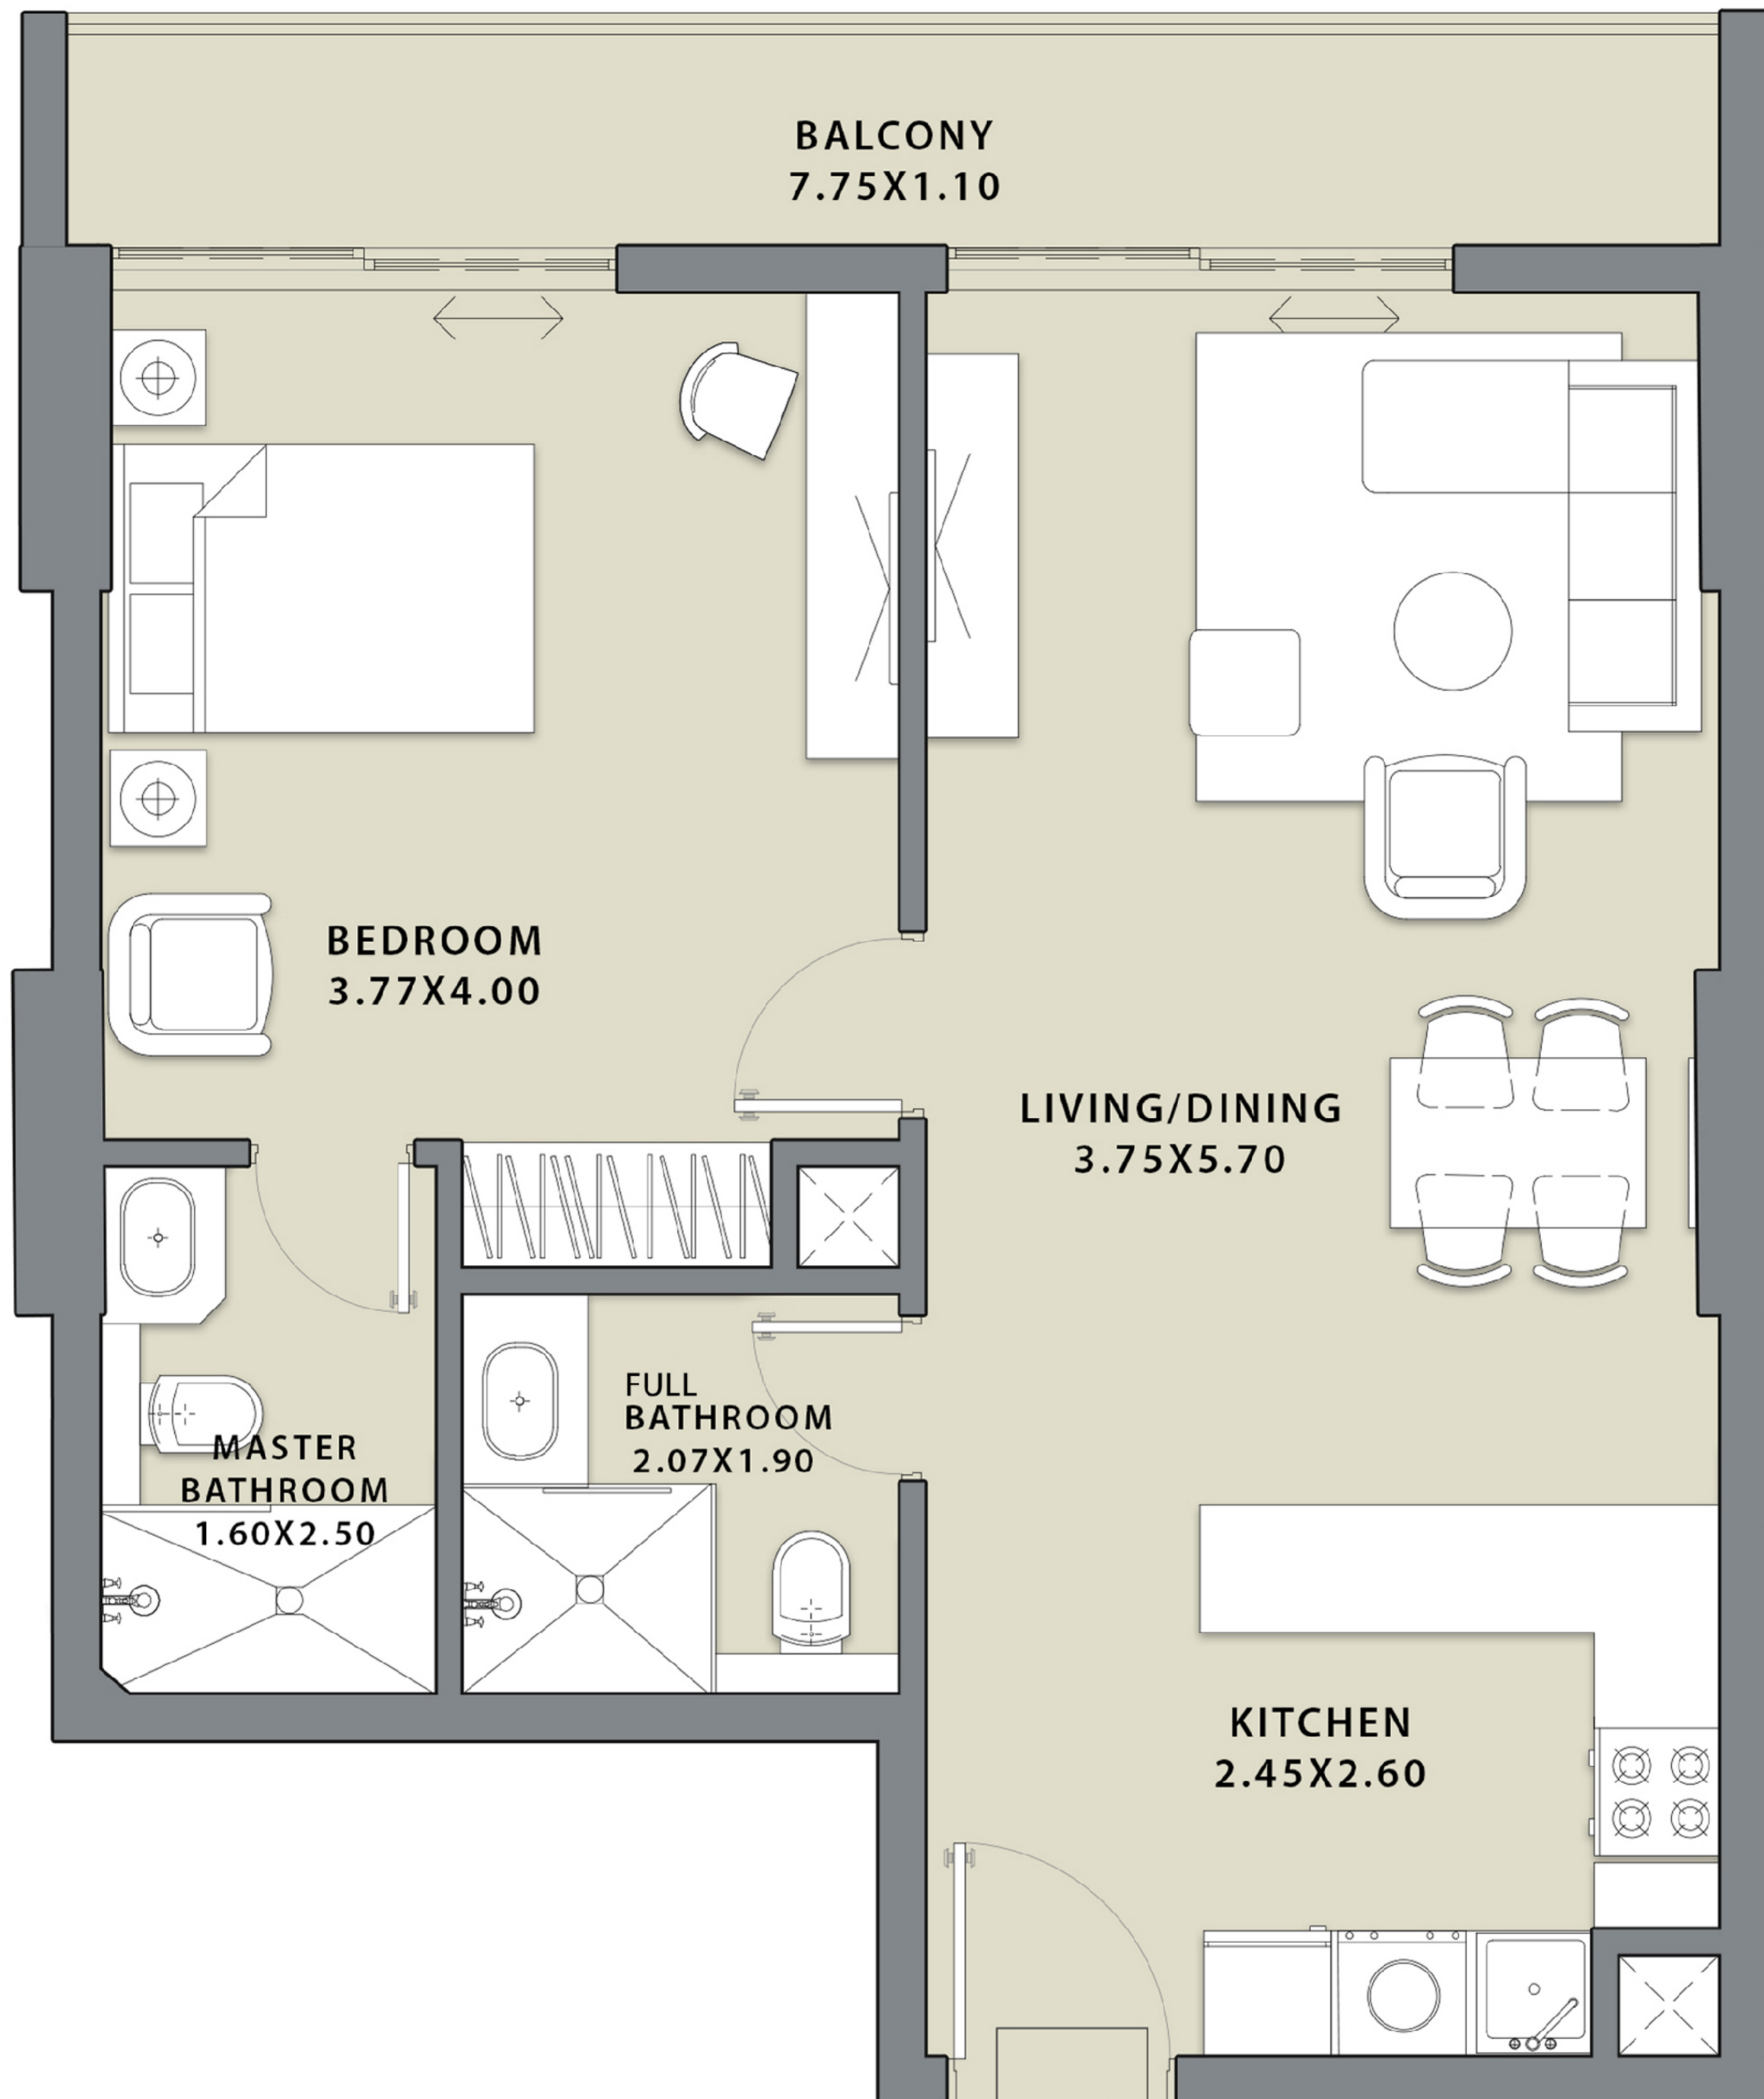 BALCONY
7.75X1.10
BEDROOM
3.77X4.00
LIVING/DINING
3.75X5.70
FULL
BATHROOM
2.07X1.90
MASTER
BATHROOM
1.60X2.50
KITCHEN
2.45X2.60